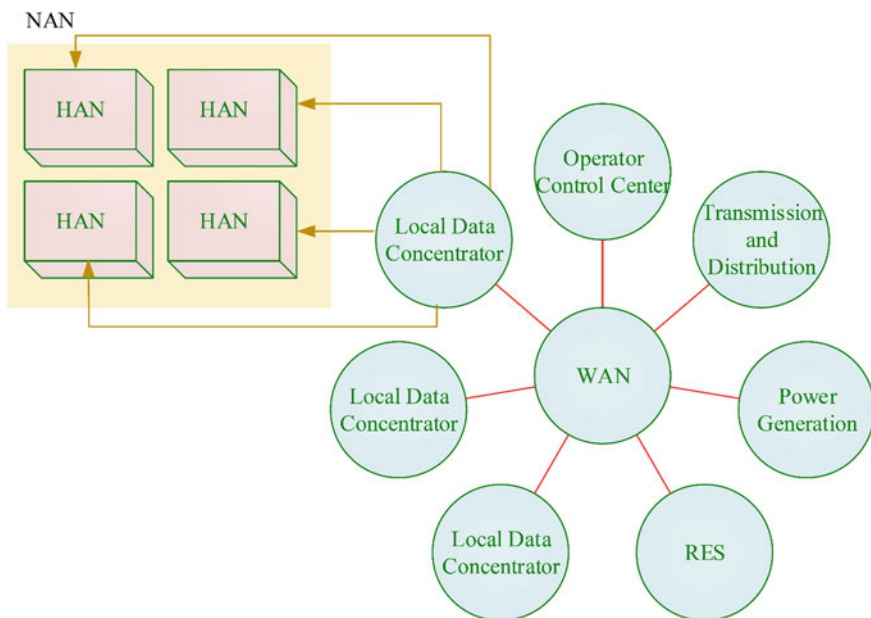 NAN
HAN
HAN
HAN
HAN
Local Data
Concentrator
Operator
Control Center
Transmission
and
Distribution
WAN
Local Data
Concentrator
Power
Generation
Local Data
Concentrator
RES